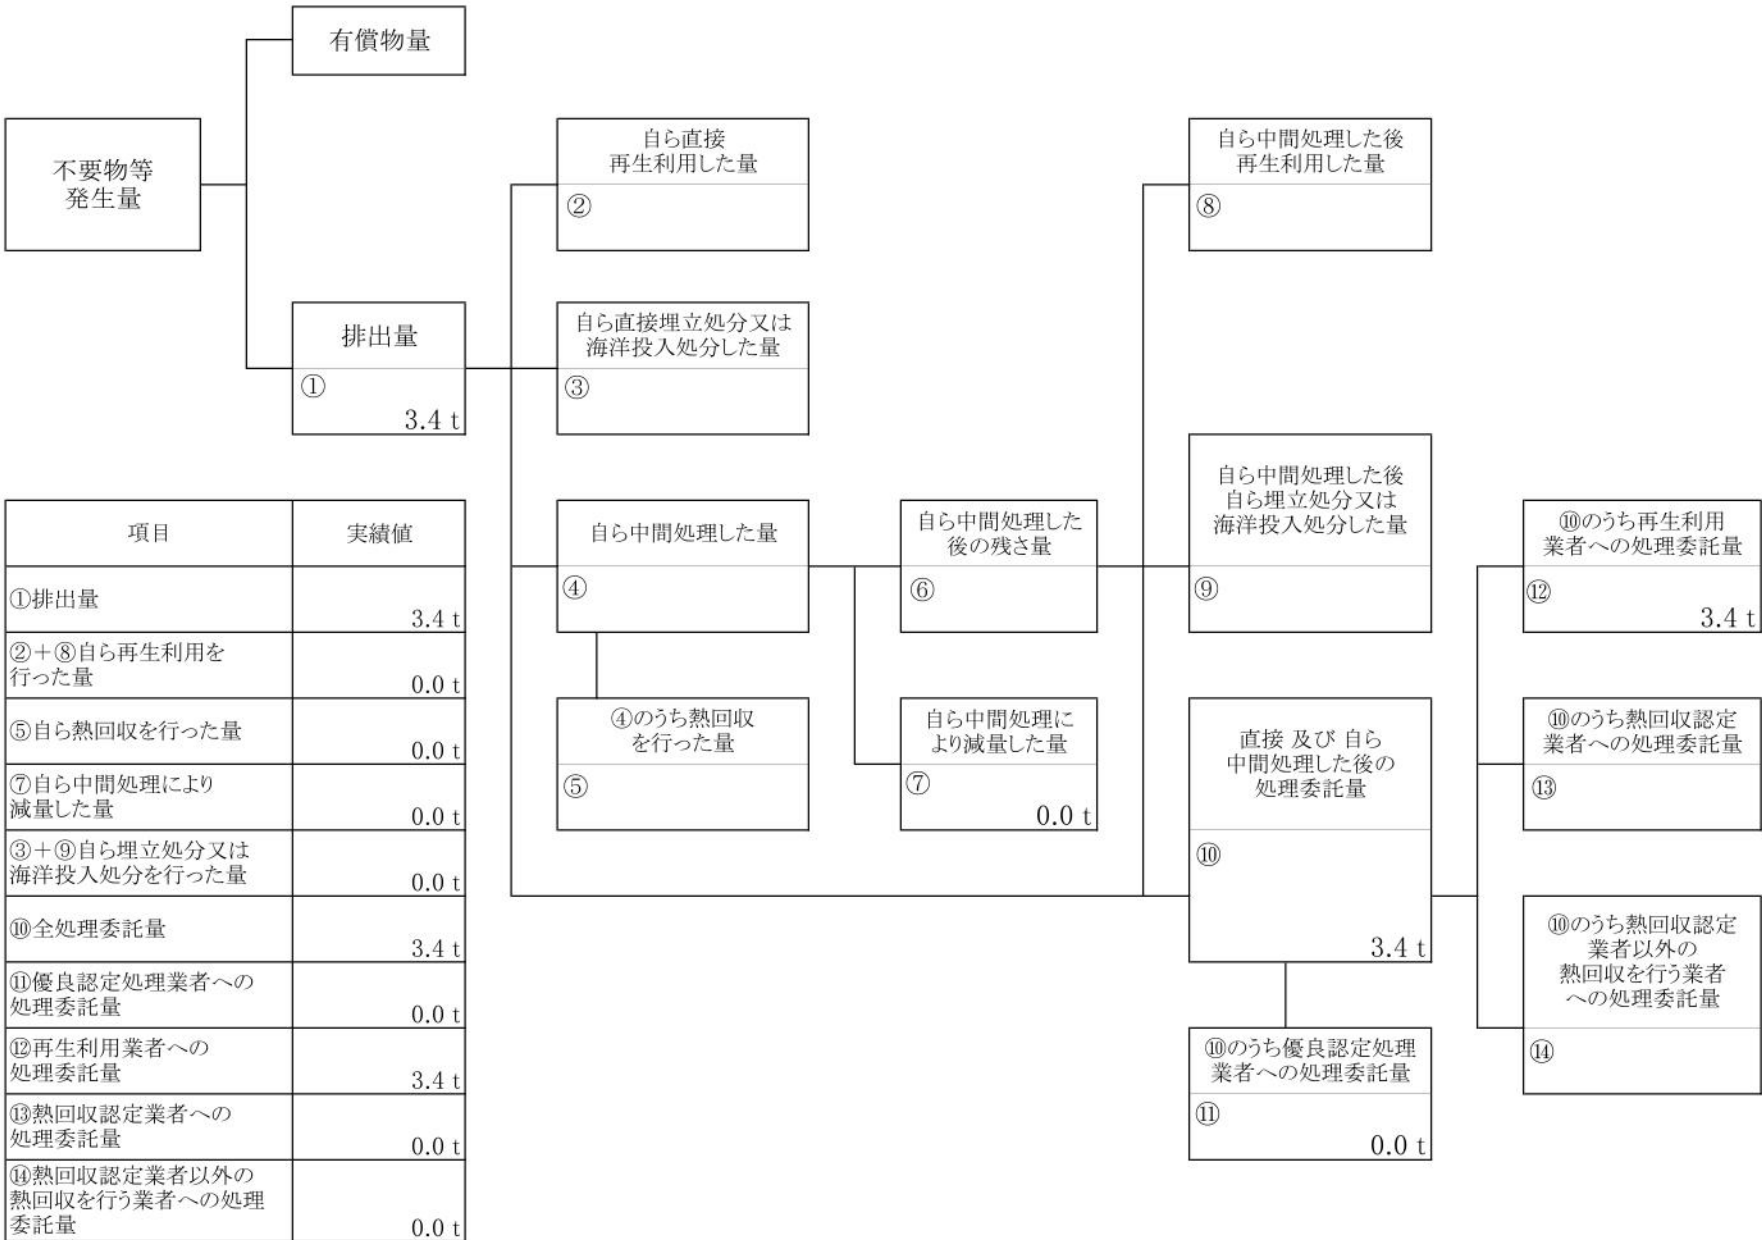 有償物量
不要物等
発生量
自ら直接
再生利用した量
②
自ら中間処理した後
再生利用した量
⑧
排出量
①
3.4 t
自ら直接埋立処分又は
海洋投入処分した量
③
自ら中間処理した量
④
自ら中間処理した
後の残さ量
⑥
自ら中間処理した後
自ら埋立処分又は
海洋投入処分した量
⑨
⑩のうち再生利用
業者への処理委託量
⑫
3.4 t
④のうち熱回収
を行った量
⑤
自ら中間処理に
より減量した量
⑦
0.0 t
直接 及び 自ら
中間処理した後の
処理委託量
⑩
3.4 t
⑩のうち熱回収認定
業者への処理委託量
⑬
⑩のうち熱回収認定
業者以外の
熱回収を行う業者
への処理委託量
⑭
⑩のうち優良認定処理
業者への処理委託量
⑪
0.0 t
項目 実績値
①排出量
3.4 t
②+⑧自ら再生利用を
行った量
0.0 t
⑤自ら熱回収を行った量
0.0 t
⑦自ら中間処理により
減量した量
0.0 t
③+⑨自ら埋立処分又は
海洋投入処分を行った量
0.0 t
⑩全処理委託量
3.4 t
⑪優良認定処理業者への
処理委託量
0.0 t
⑫再生利用業者への
処理委託量
3.4 t
⑬熱回収認定業者への
処理委託量
0.0 t
⑭熱回収認定業者以外の
熱回収を行う業者への処理
委託量
0.0 t